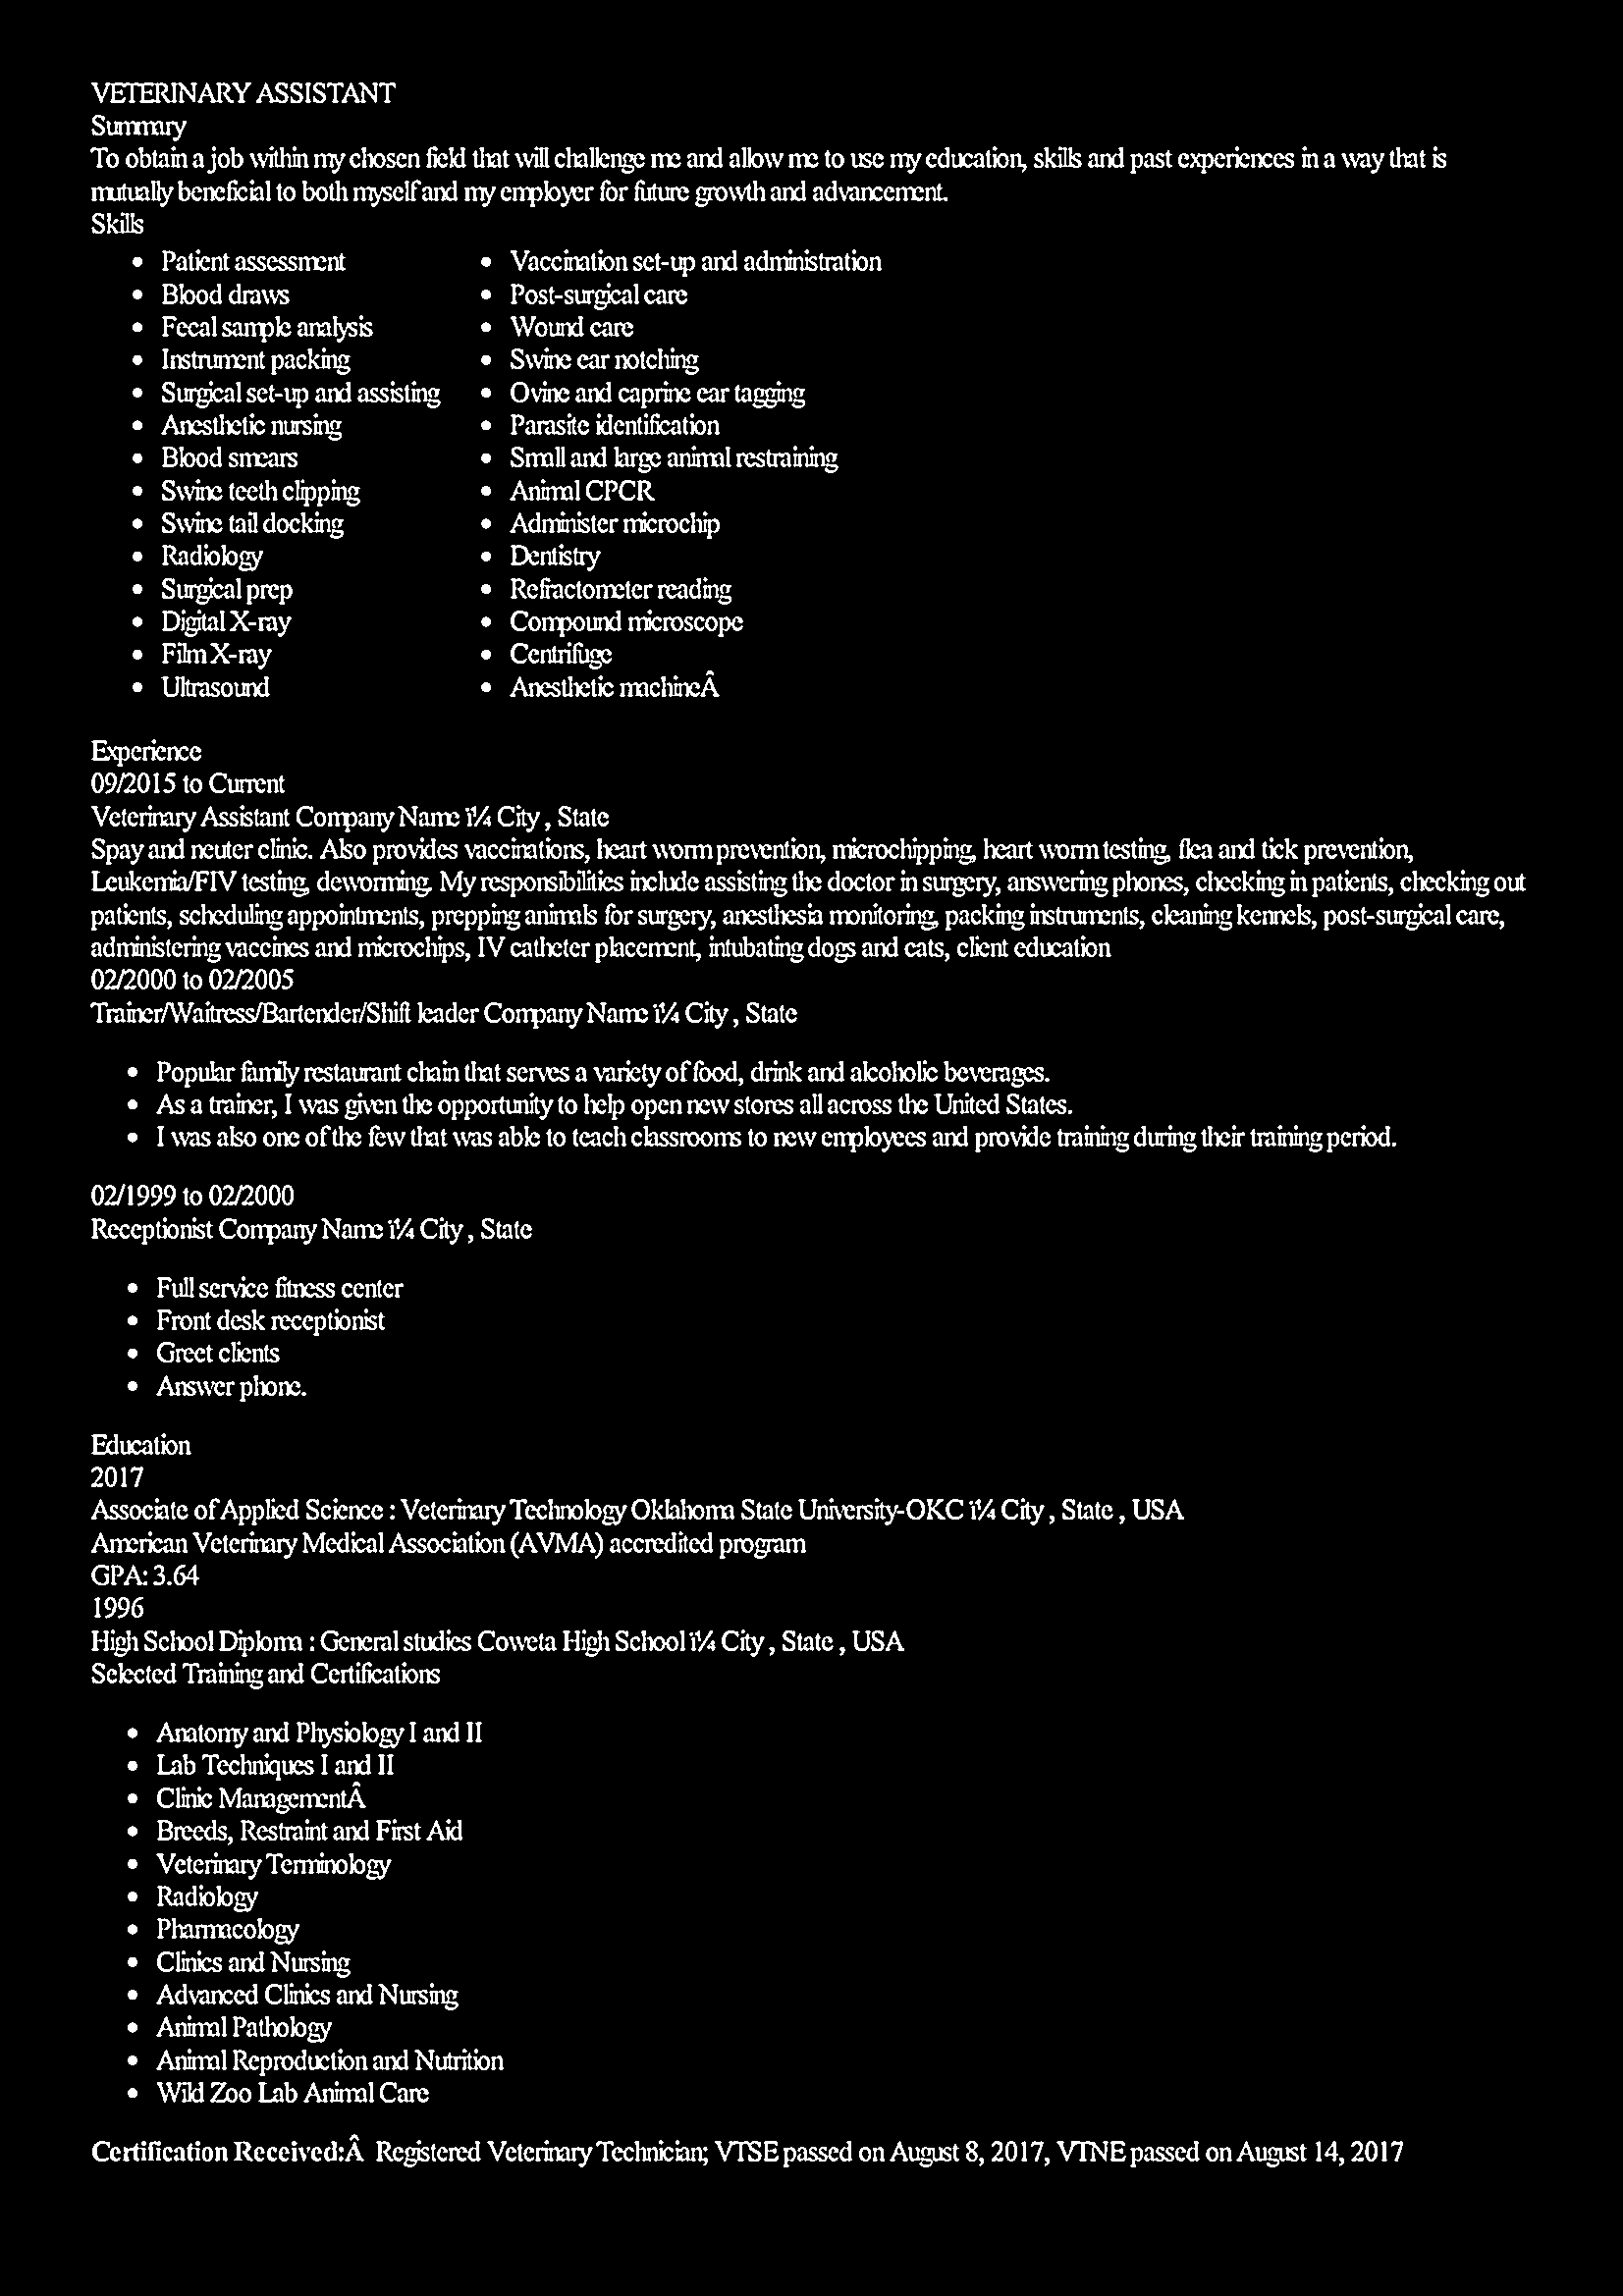 VETERINARY ASSISTANT
Summary
To obtain a job within my chosen field that will challenge me and allow me to use my education, skills and past experiences in a way that is
mutually beneficial to both myself and my employer for future growth and advancement.
Skills
• Patient assessment
• Blood draws
• Fecal sample analysis
• Instrument packing
• Surgical set-up and assisting
• Anesthetic nursing
• Blood smears
• Swine teeth clipping
• Swine tail docking
• Radiology
• Surgical prep
• Digital X-ray
• Film X-ray
• Ultrasound
• Vaccination set-up and administration
• Post-surgical care
• Wound care
• Swine ear notching
• Ovine and caprine ear tagging
• Parasite identification
• Small and large animal restraining
• Animal CPCR
• Administer microchip
• Dentistry
• Refractometer reading
• Compound microscope
• Centrifuge
• Anesthetic machineÂ
Experience
09/2015 to Current
Veterinary Assistant Company Name ï¼ City , State
Spay and neuter clinic. Also provides vaccinations, heart worm prevention, microchipping, heart worm testing, flea and tick prevention,
Leukemia/FIV testing, deworming. My responsibilities include assisting the doctor in surgery, answering phones, checking in patients, checking out
patients, scheduling appointments, prepping animals for surgery, anesthesia monitoring, packing instruments, cleaning kennels, post-surgical care,
administering vaccines and microchips, IV catheter placement, intubating dogs and cats, client education
02/2000 to 02/2005
Trainer/Waitress/Bartender/Shift leader Company Name ï¼ City , State
• Popular family restaurant chain that serves a variety of food, drink and alcoholic beverages.
• As a trainer, I was given the opportunity to help open new stores all across the United States.
• I was also one of the few that was able to teach classrooms to new employees and provide training during their training period.
02/1999 to 02/2000
Receptionist Company Name ï¼ City , State
• Full service fitness center
• Front desk receptionist
• Greet clients
• Answer phone.
Education
2017
Associate of Applied Science : Veterinary Technology Oklahoma State University-OKC ï¼ City , State , USA
American Veterinary Medical Association (AVMA) accredited program
GPA: 3.64
1996
High School Diploma : General studies Coweta High School ï¼ City , State , USA
Selected Training and Certifications
• Anatomy and Physiology I and II
• Lab Techniques I and II
• Clinic ManagementÂ
• Breeds, Restraint and First Aid
• Veterinary Terminology
• Radiology
• Pharmacology
• Clinics and Nursing
• Advanced Clinics and Nursing
• Animal Pathology
• Animal Reproduction and Nutrition
• Wild Zoo Lab Animal Care
Certification Received:Â Registered Veterinary Technician; VTSE passed on August 8, 2017, VTNE passed on August 14, 2017